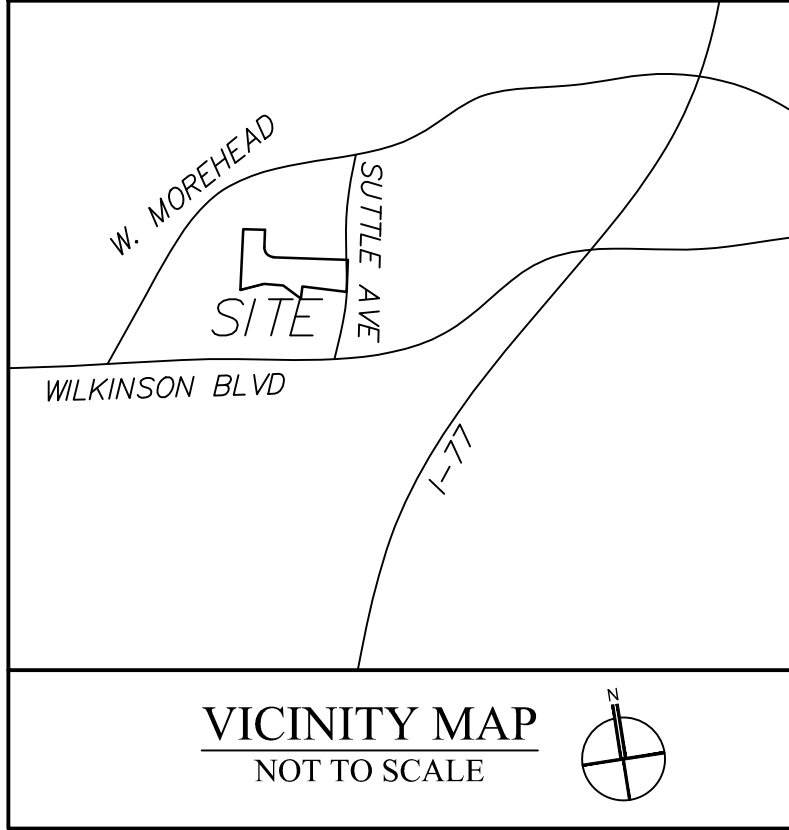 W. MOREHEAD
SUTTLE AVE
SITE
WILKINSON BLVD
I-77
VICINITY MAP
NOT TO SCALE
N